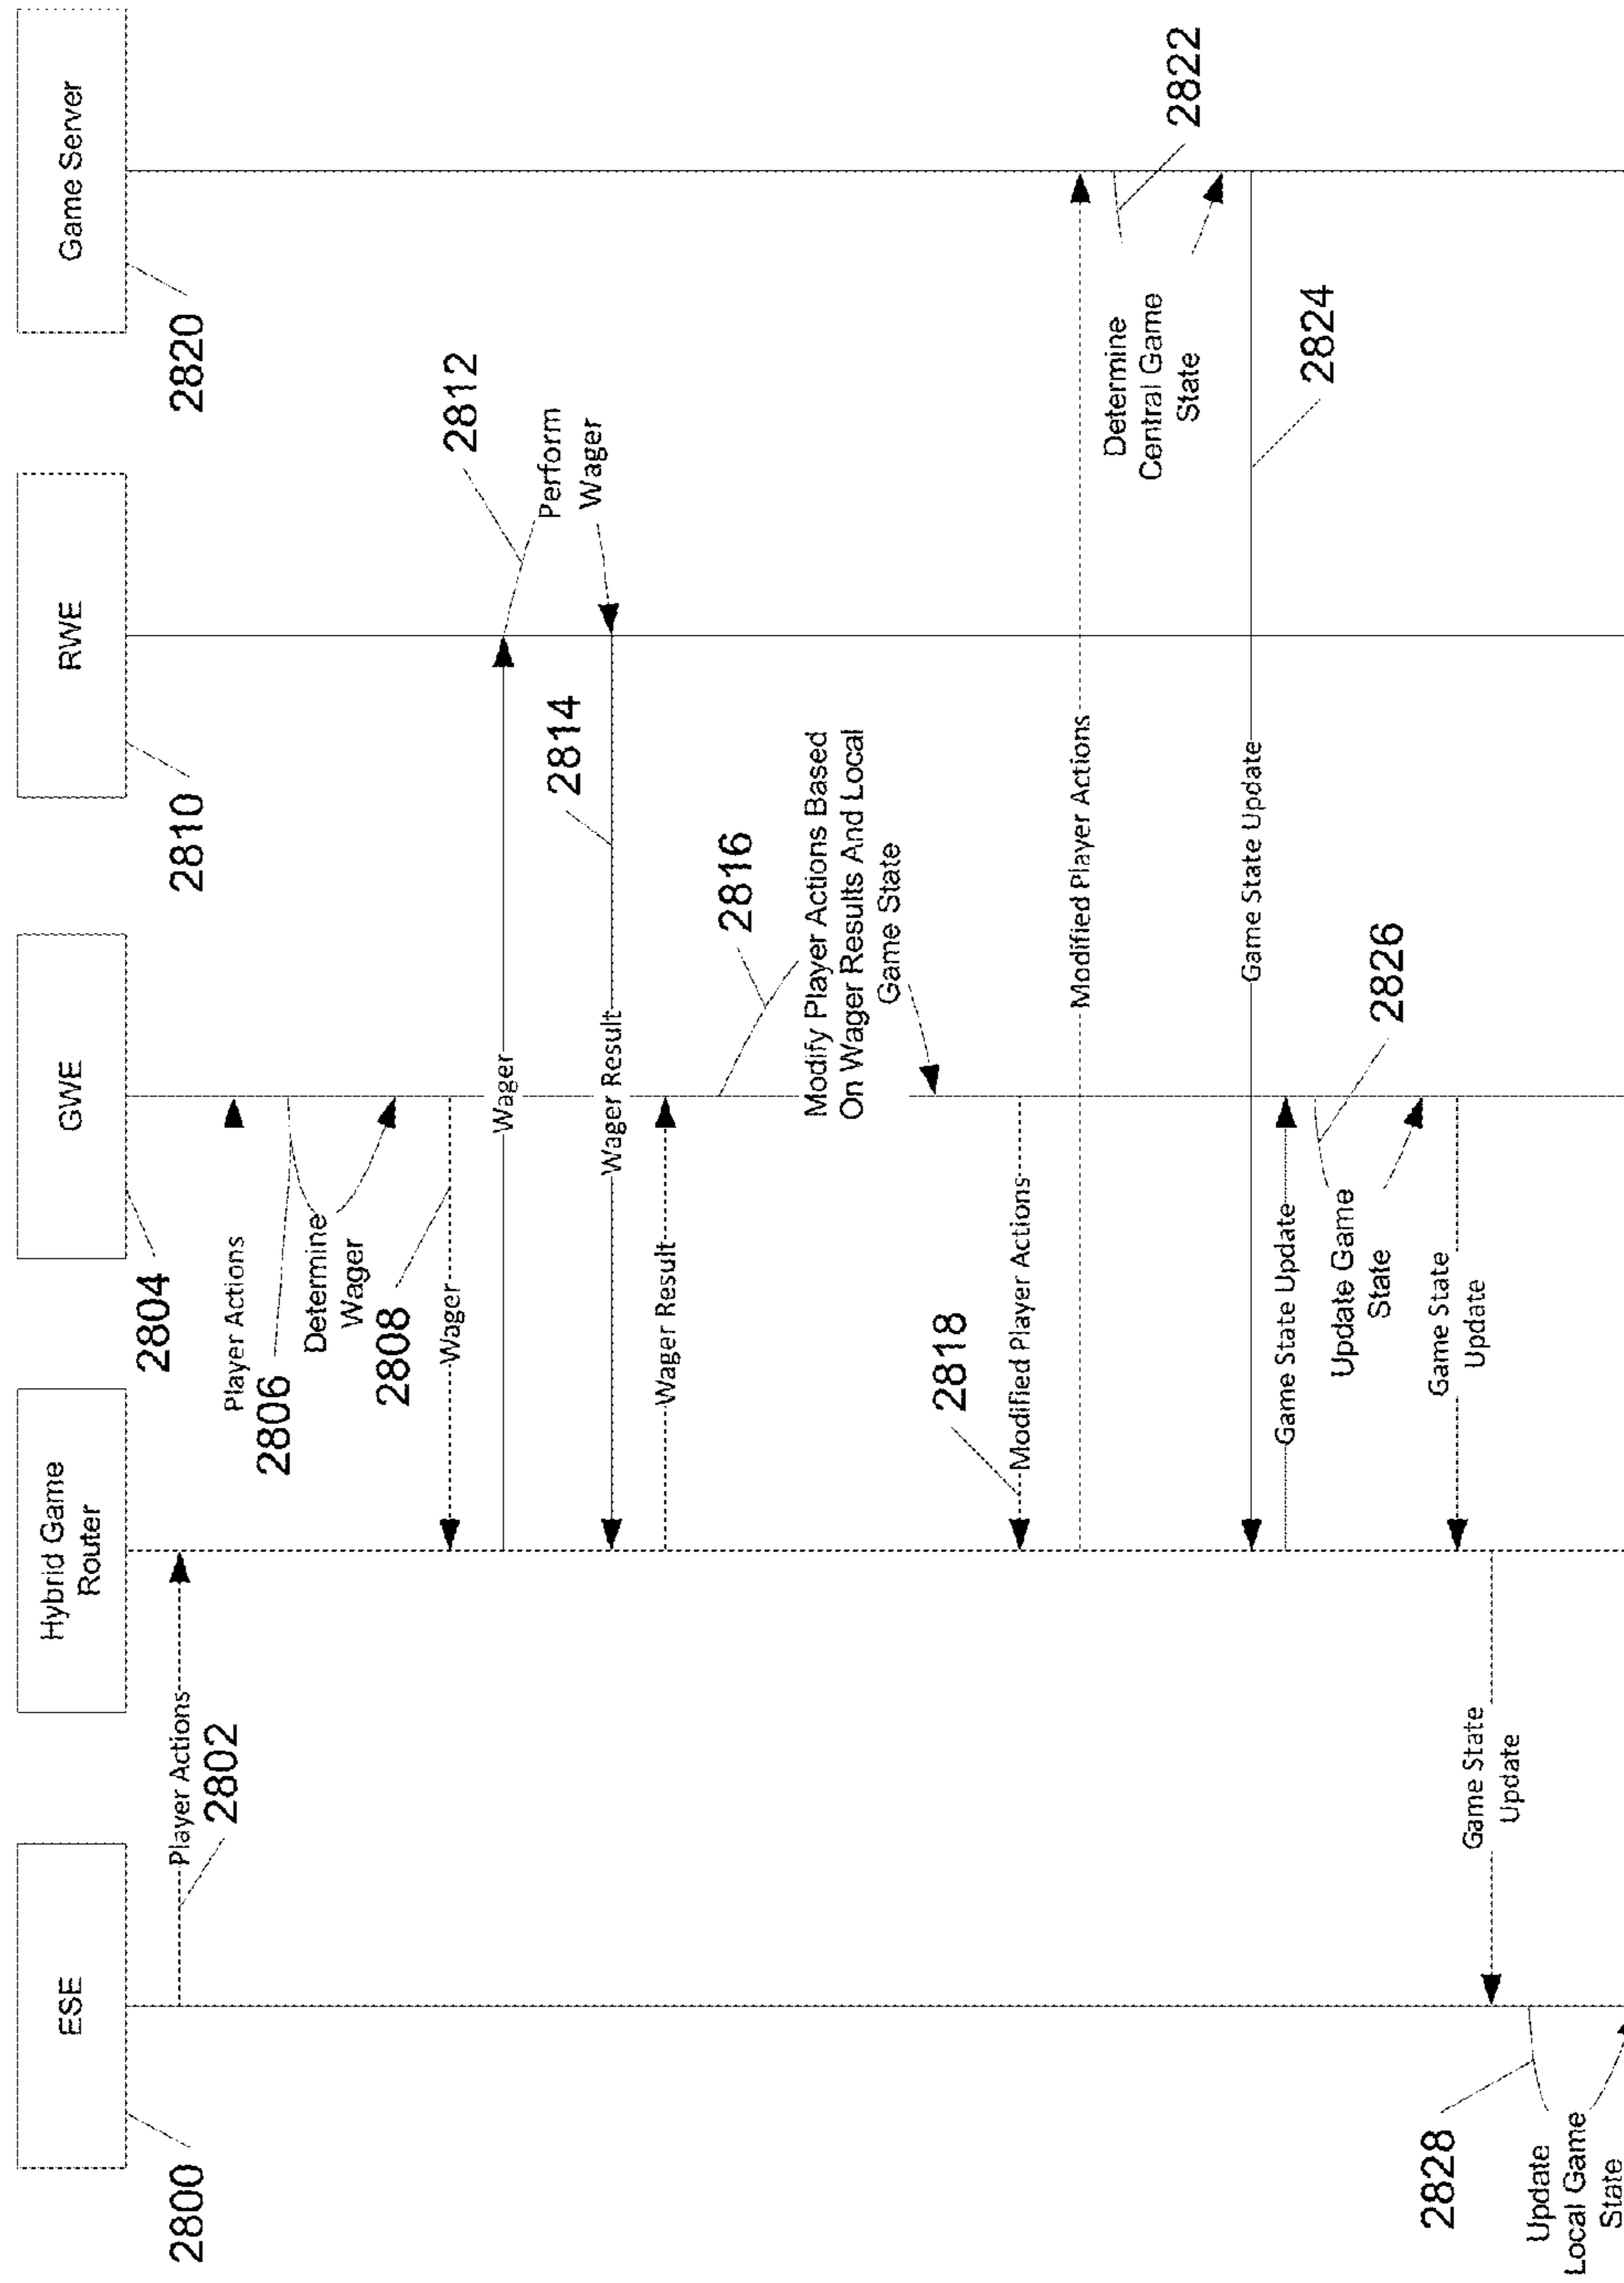 ESE
Hybrid Game
Router
GWE
RWE
Game Server
2800
2804
2810
2820
Player Actions
2802
Player Actions
2806
Determine
Wager
2808
Wager
Wager
2812
Perform
Wager
2814
Wager Result
Wager Result
2816
Modify Player Actions Based
On Wager Results And Local
Game State
2818
Modified Player Actions
Modified Player Actions
2822
Determine
Central Game
State
2824
Game State Update
Game State Update
2826
Update Game
State
Game State
Update
Game State
Update
2828
Update
Local Game
State